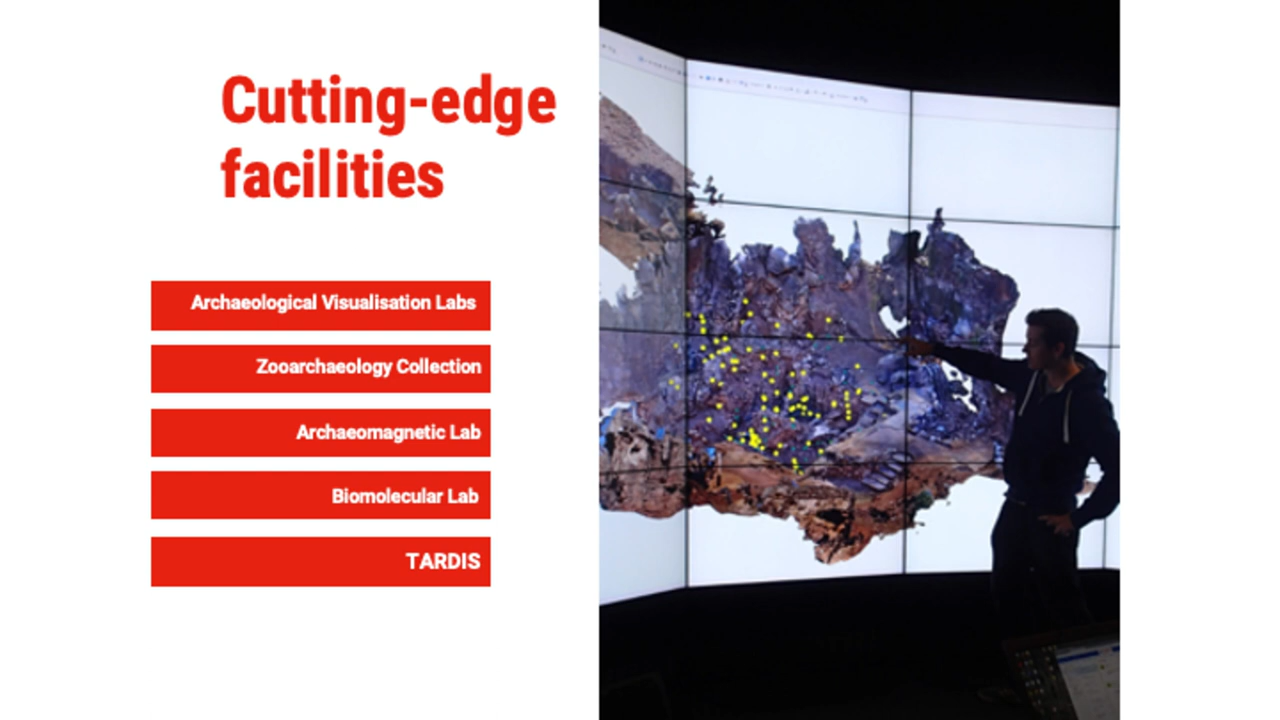 Cutting-edge
facilities
Archaeological Visualisation Labs
Zooarchaeology Collection
Archaeomagnetic Lab
Biomolecular Lab
TARDIS